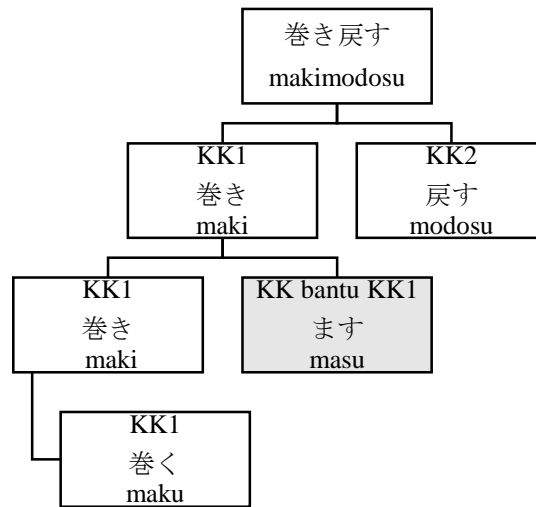 巻き戻す
makimodosu
KK1
巻き
maki
KK2
戻す
modosu
KK1
巻き
maki
KK bantu KK1
ます
masu
KK1
巻く
maku